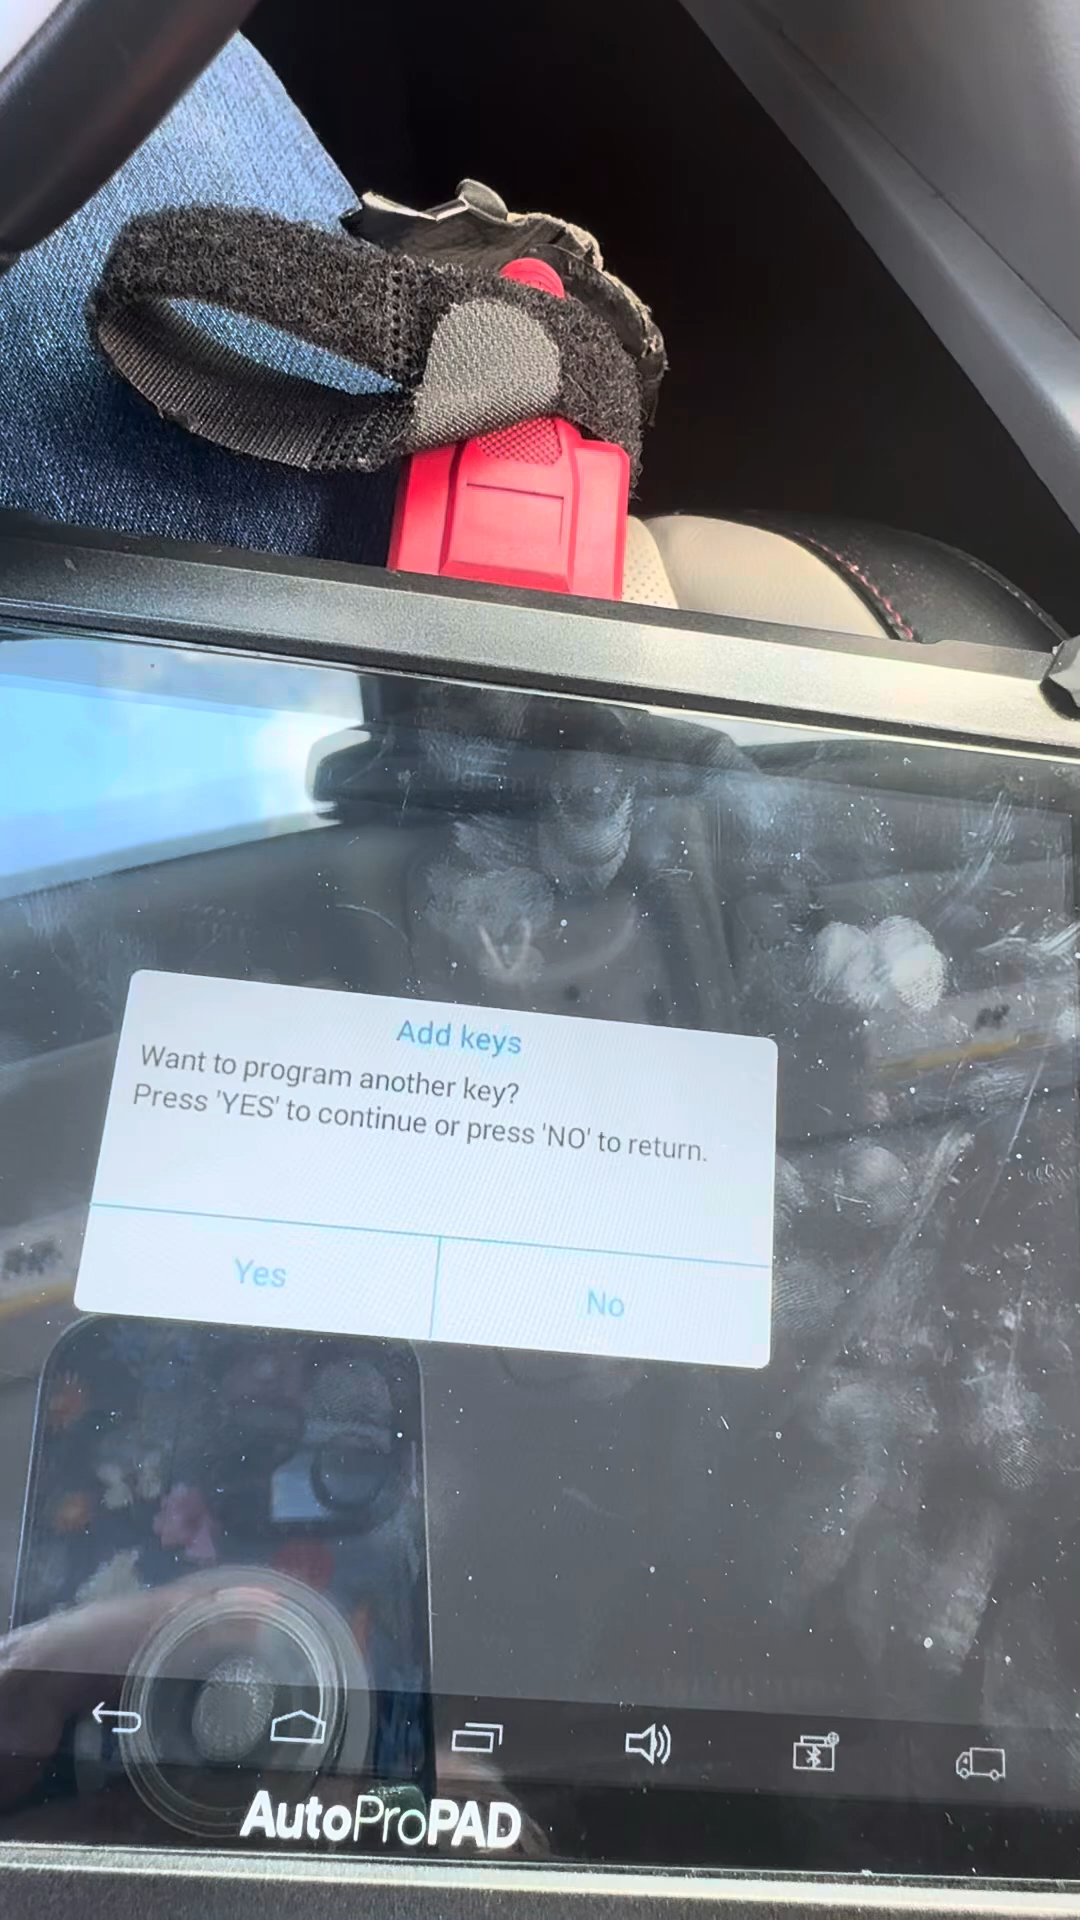 Add keys
Want to program another key?
Press 'YES' to continue or press 'NO' to return.
Yes
No
AutoProPAD